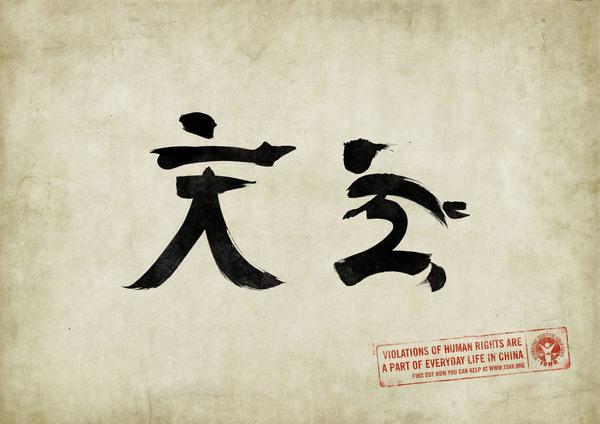 VIOLATIONS OF HUMAN RIGHTS ARE
A PART OF EVERYDAY LIFE IN CHINA
FIND OUT HOW YOU CAN HELP AT WWW.ISHR.ORG
ISHR